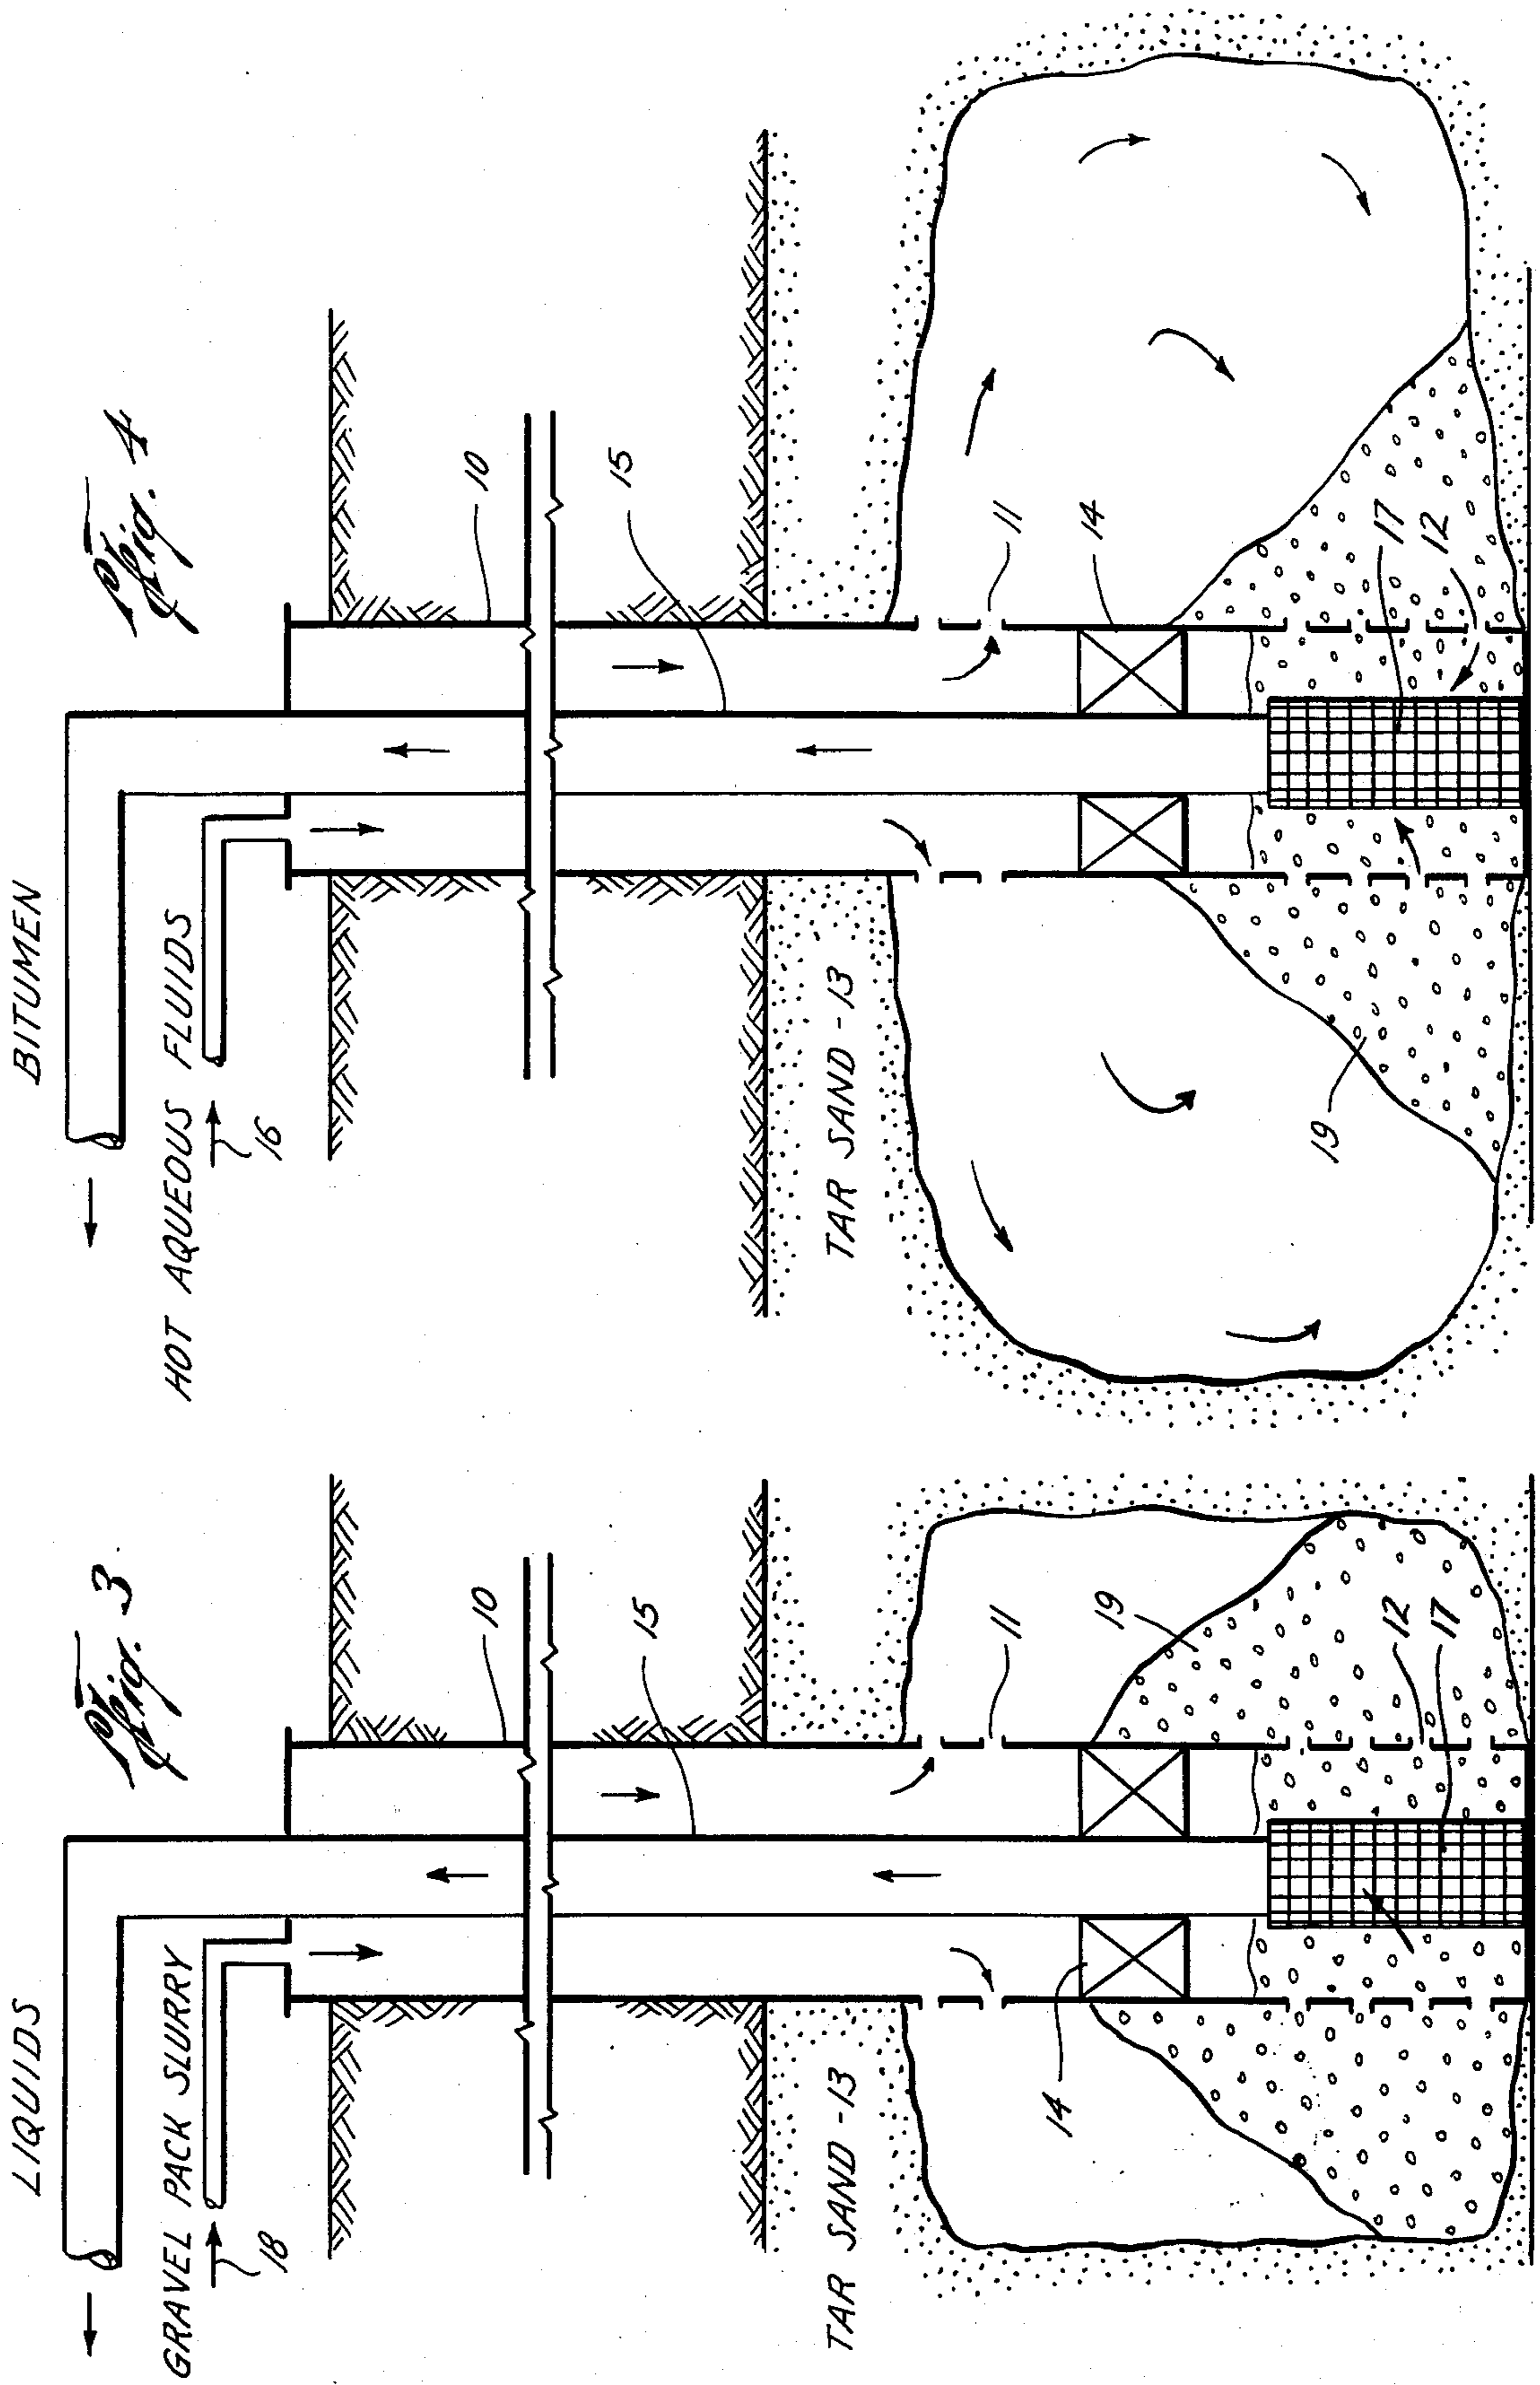 Fig. 3
LIQUIDS
GRAVEL PACK SLURRY
18
10
15
TAR SAND -13
11
14
19
12
17
Fig. 4
BITUMEN
HOT AQUEOUS FLUIDS
16
10
15
TAR SAND -13
11
14
19
17
12